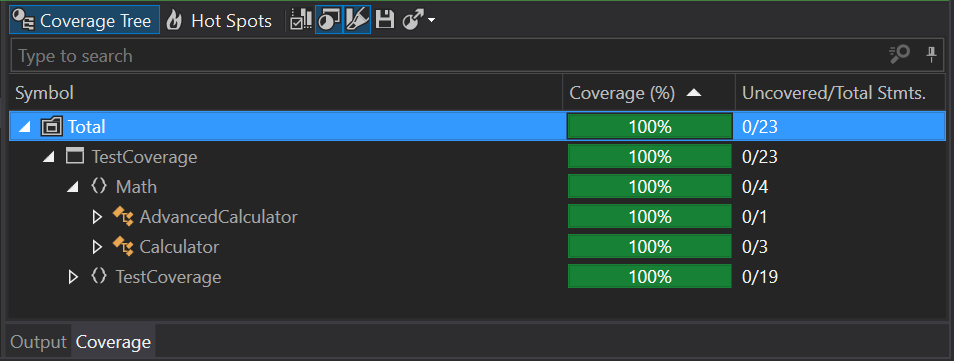 Coverage Tree Hot Spots
Type to search
Symbol Coverage (%) Uncovered/Total Stmts.
Total 100% 0/23
TestCoverage 100% 0/23
Math 100% 0/4
AdvancedCalculator 100% 0/1
Calculator 100% 0/3
TestCoverage 100% 0/19
Output Coverage